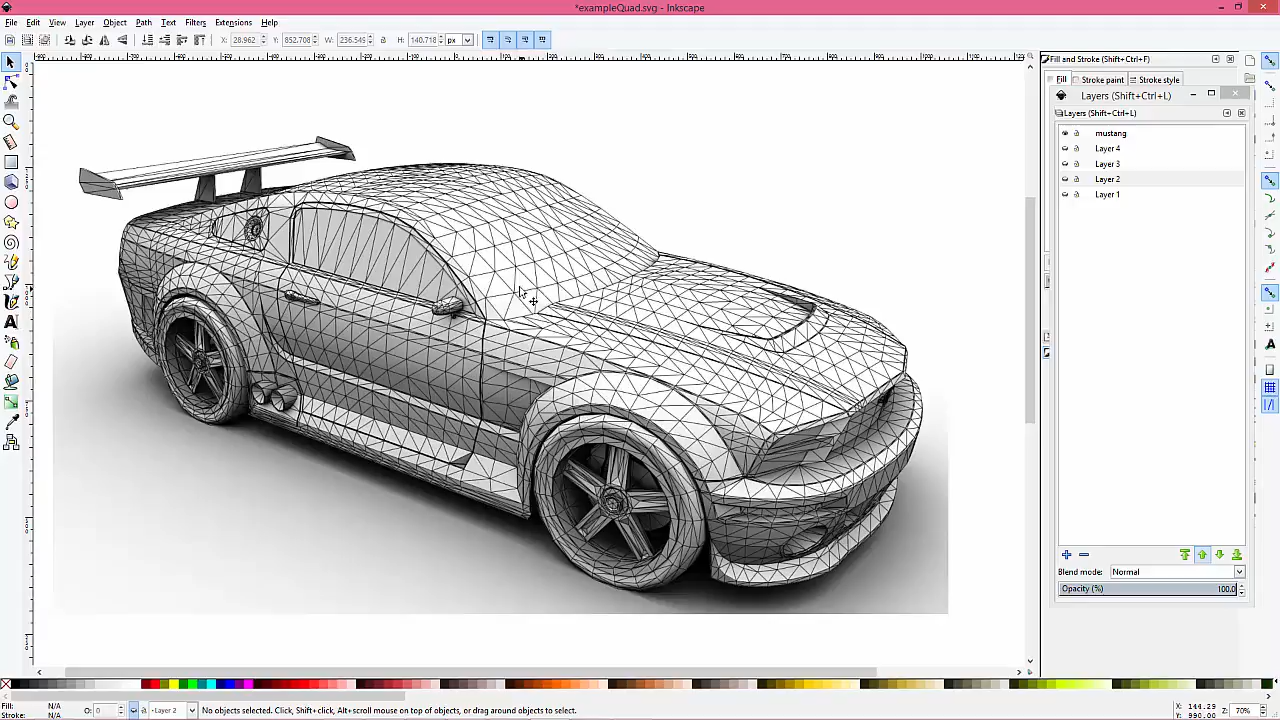 *exampleQuad.svg - Inkscape
File Edit View Layer Object Path Text Filters Extensions Help
X: 28.962 Y: 852.708 W: 236.549 H: 140.718 px
Fill and Stroke (Shift+Ctrl+F)
Fill Stroke paint Stroke style
Layers (Shift+Ctrl+L)
Layers (Shift+Ctrl+L)
mustang
Layer 4
Layer 3
Layer 2
Layer 1
Blend mode: Normal
Opacity (%) 100.0
Fill: N/A
Stroke: N/A
O: 0
Layer 2
No objects selected. Click, Shift+click, Alt+scroll mouse on top of objects, or drag around objects to select.
X: 144.29
Y: 990.00
Z: 70%